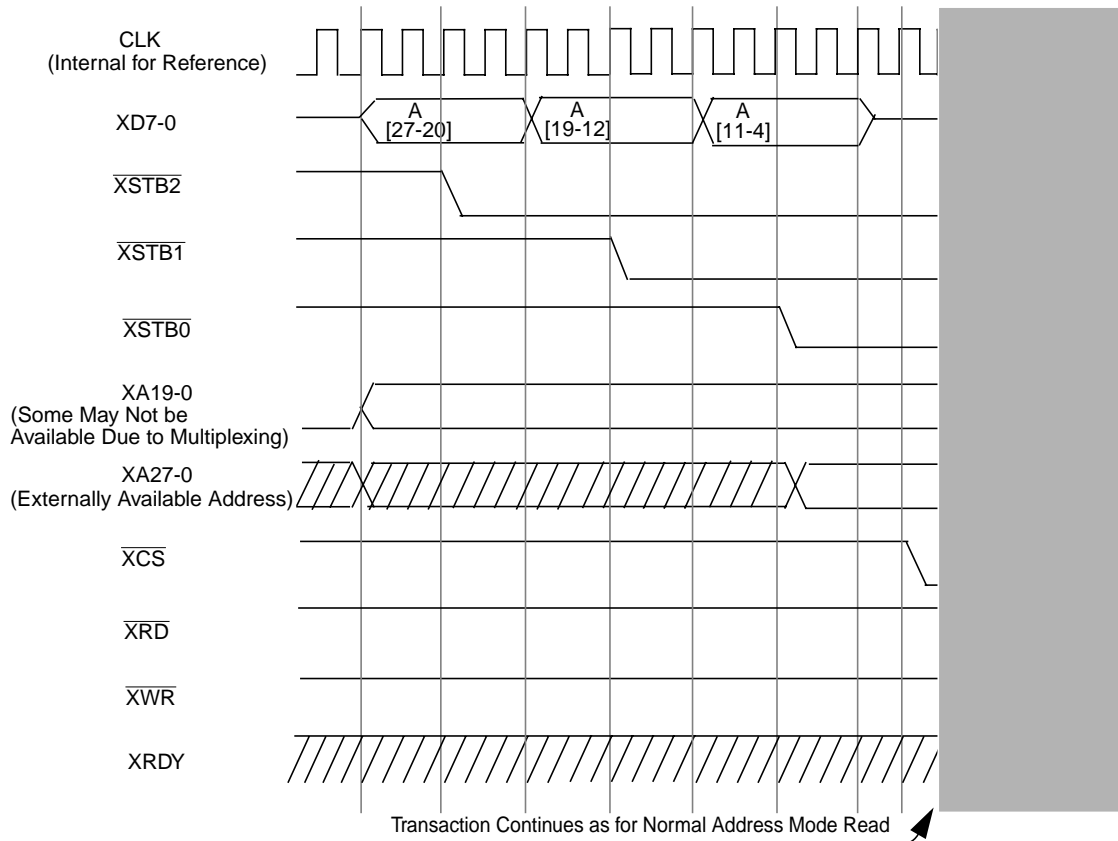 CLK
(Internal for Reference)
XD7-0
A
[27-20]
A
[19-12]
A
[11-4]
XSTB2
XSTB1
XSTB0
XA19-0
(Some May Not be
Available Due to Multiplexing)
XA27-0
(Externally Available Address)
XCS
XRD
XWR
XRDY
Transaction Continues as for Normal Address Mode Read